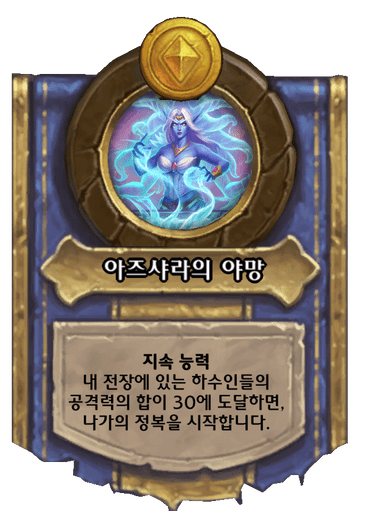 아즈샤라의 야망
지속 능력
내 전장에 있는 하수인들의
공격력의 합이 30에 도달하면,
나가의 정복을 시작합니다.